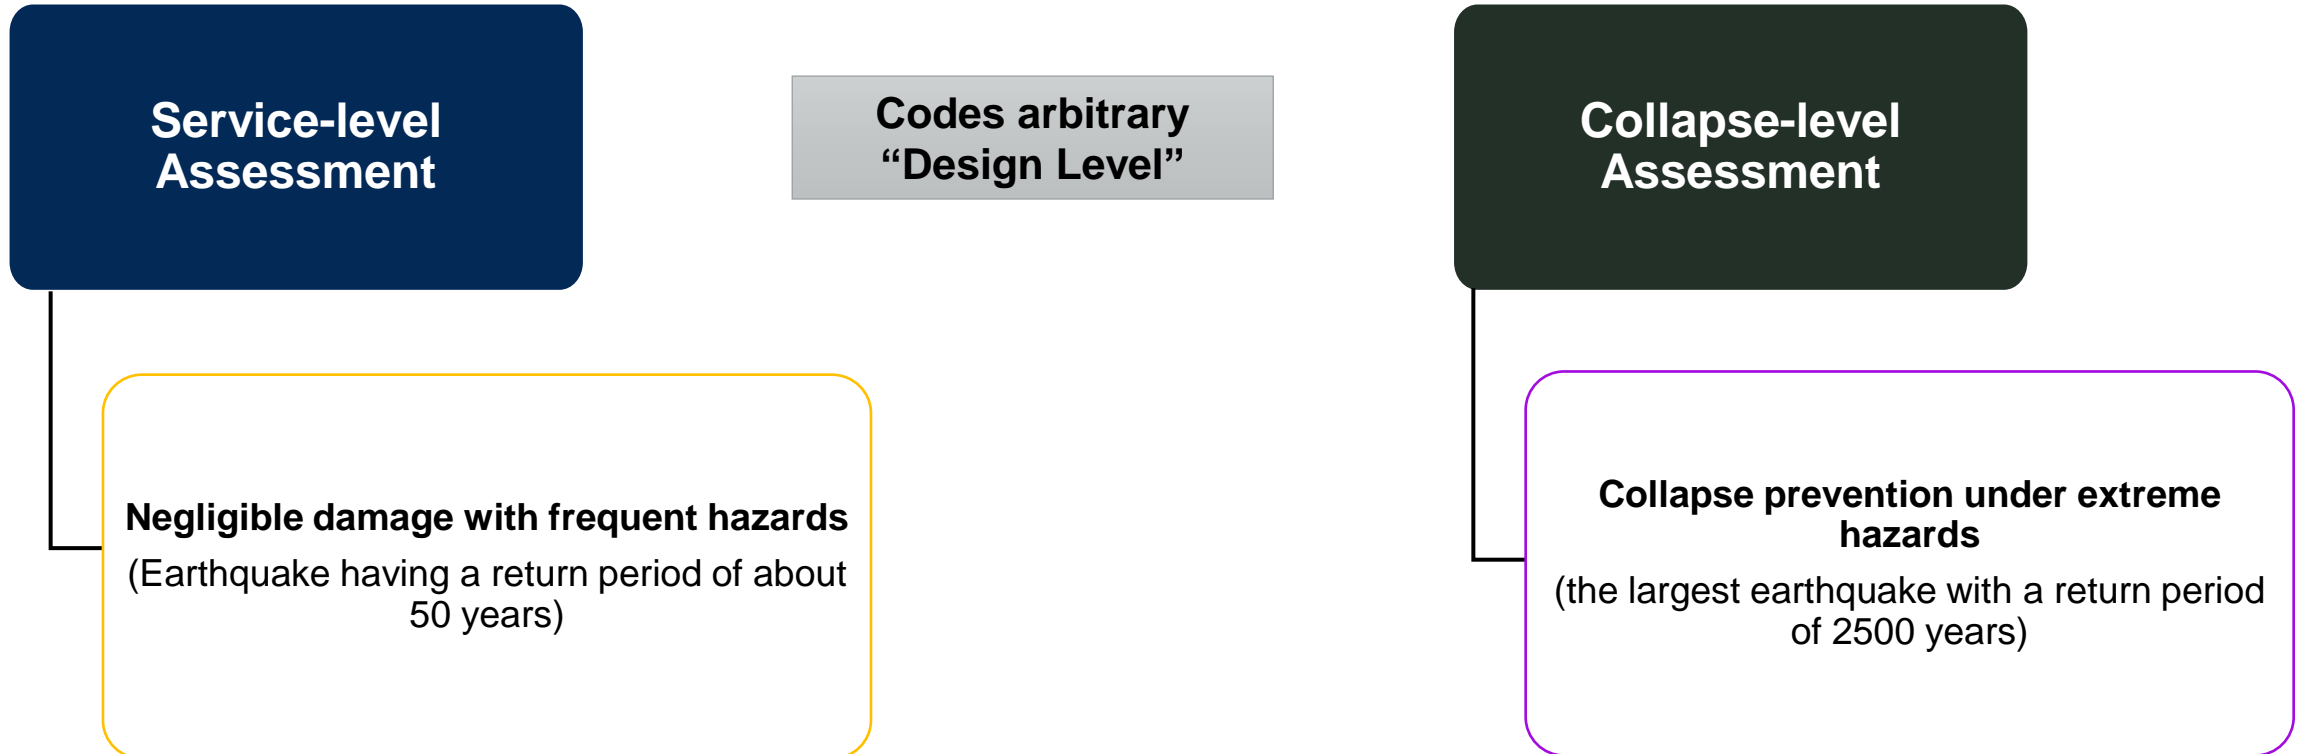 Service-level
Assessment
Codes arbitrary
“Design Level”
Collapse-level
Assessment
Negligible damage with frequent hazards
(Earthquake having a return period of about
50 years)
Collapse prevention under extreme
hazards
(the largest earthquake with a return period
of 2500 years)